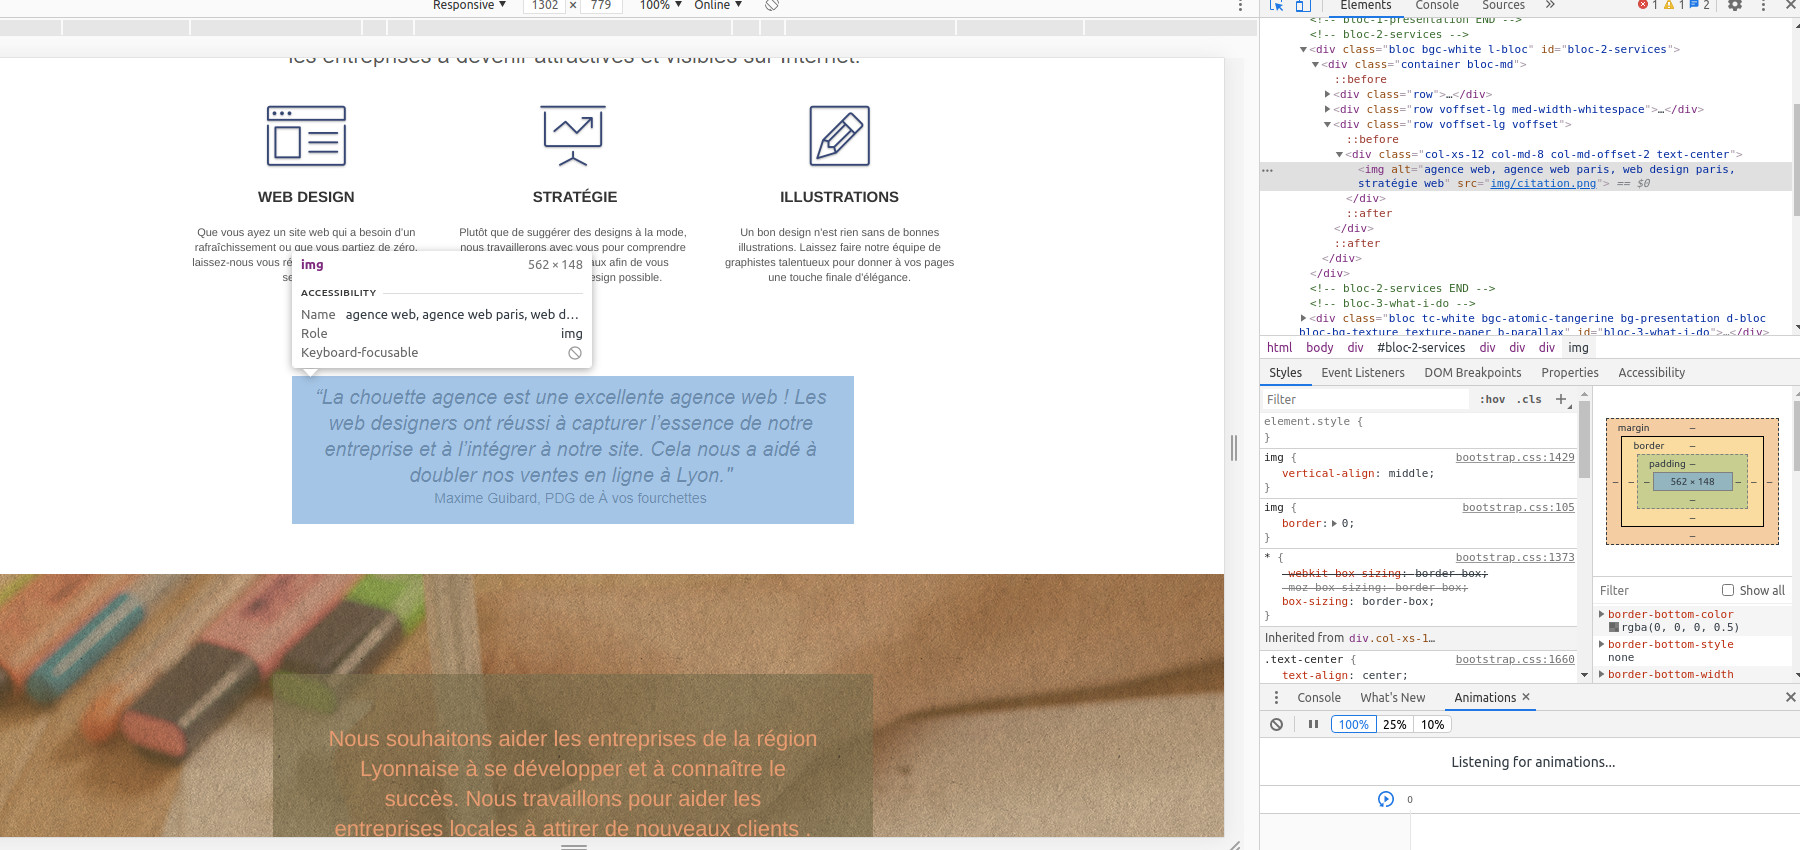 Responsive ▼ 1302 × 779 100% ▼ Online ▼
les entreprises à devenir attractives et visibles sur Internet.
WEB DESIGN
Que vous ayez un site web qui a besoin d'un
rafraîchissement ou que vous partiez de zéro,
laissez-nous vous ré
se
STRATÉGIE
Plutôt que de suggérer des designs à la mode,
nous travaillerons avec vous pour comprendre
aux afin de vous
esign possible.
ILLUSTRATIONS
Un bon design n'est rien sans de bonnes
illustrations. Laissez faire notre équipe de
graphistes talentueux pour donner à vos pages
une touche finale d'élégance.
img 562 × 148
ACCESSIBILITY
Name agence web, agence web paris, web d…
Role img
Keyboard-focusable
“La chouette agence est une excellente agence web ! Les
web designers ont réussi à capturer l’essence de notre
entreprise et à l’intégrer à notre site. Cela nous a aidé à
doubler nos ventes en ligne à Lyon."
Maxime Guibard, PDG de À vos fourchettes
Nous souhaitons aider les entreprises de la région
Lyonnaise à se développer et à connaître le
succès. Nous travaillons pour aider les
entreprises locales à attirer de nouveaux clients .
Elements Console Sources » 1 1 2
<!-- bloc-1-presentation END -->
<!-- bloc-2-services -->
▼<div class="bloc bgc-white l-bloc" id="bloc-2-services">
▼<div class="container bloc-md">
::before
▶<div class="row">…</div>
▶<div class="row voffset-lg med-width-whitespace">…</div>
▼<div class="row voffset-lg voffset">
::before
▼<div class="col-xs-12 col-md-8 col-md-offset-2 text-center">
<img alt="agence web, agence web paris, web design paris,
stratégie web" src="img/citation.png"> == $0
</div>
::after
</div>
::after
</div>
</div>
<!-- bloc-2-services END -->
<!-- bloc-3-what-i-do -->
▶<div class="bloc tc-white bgc-atomic-tangerine bg-presentation d-bloc
bloc-bg-texture texture-paper b-parallax" id="bloc-3-what-i-do">…</div>
html body div #bloc-2-services div div div img
Styles Event Listeners DOM Breakpoints Properties Accessibility
Filter :hov .cls +
element.style {
}
img { bootstrap.css:1429
vertical-align: middle;
}
img { bootstrap.css:105
border: ▶ 0;
}
* { bootstrap.css:1373
-webkit-box-sizing: border-box;
-moz-box-sizing: border-box;
box-sizing: border-box;
}
Inherited from div.col-xs-1…
.text-center { bootstrap.css:1660
text-align: center;
margin –
border –
padding –
– – – 562 × 148 – – –
–
–
–
Filter Show all
▶ border-bottom-color
rgba(0, 0, 0, 0.5)
▶ border-bottom-style
none
▶ border-bottom-width
Console What's New Animations ×
100% 25% 10%
Listening for animations...
0